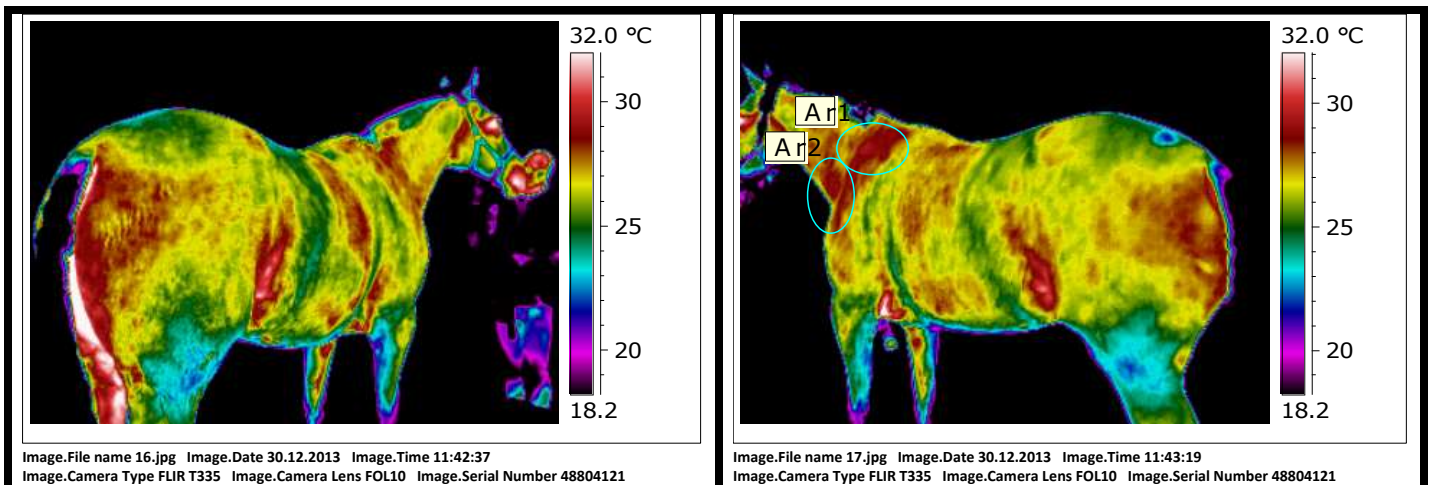 32.0 °C
30
25
20
18.2
Image.File name 16.jpg Image.Date 30.12.2013 Image.Time 11:42:37
Image.Camera Type FLIR T335 Image.Camera Lens FOL10 Image.Serial Number 48804121
Ar1
Ar2
32.0 °C
30
25
20
18.2
Image.File name 17.jpg Image.Date 30.12.2013 Image.Time 11:43:19
Image.Camera Type FLIR T335 Image.Camera Lens FOL10 Image.Serial Number 48804121